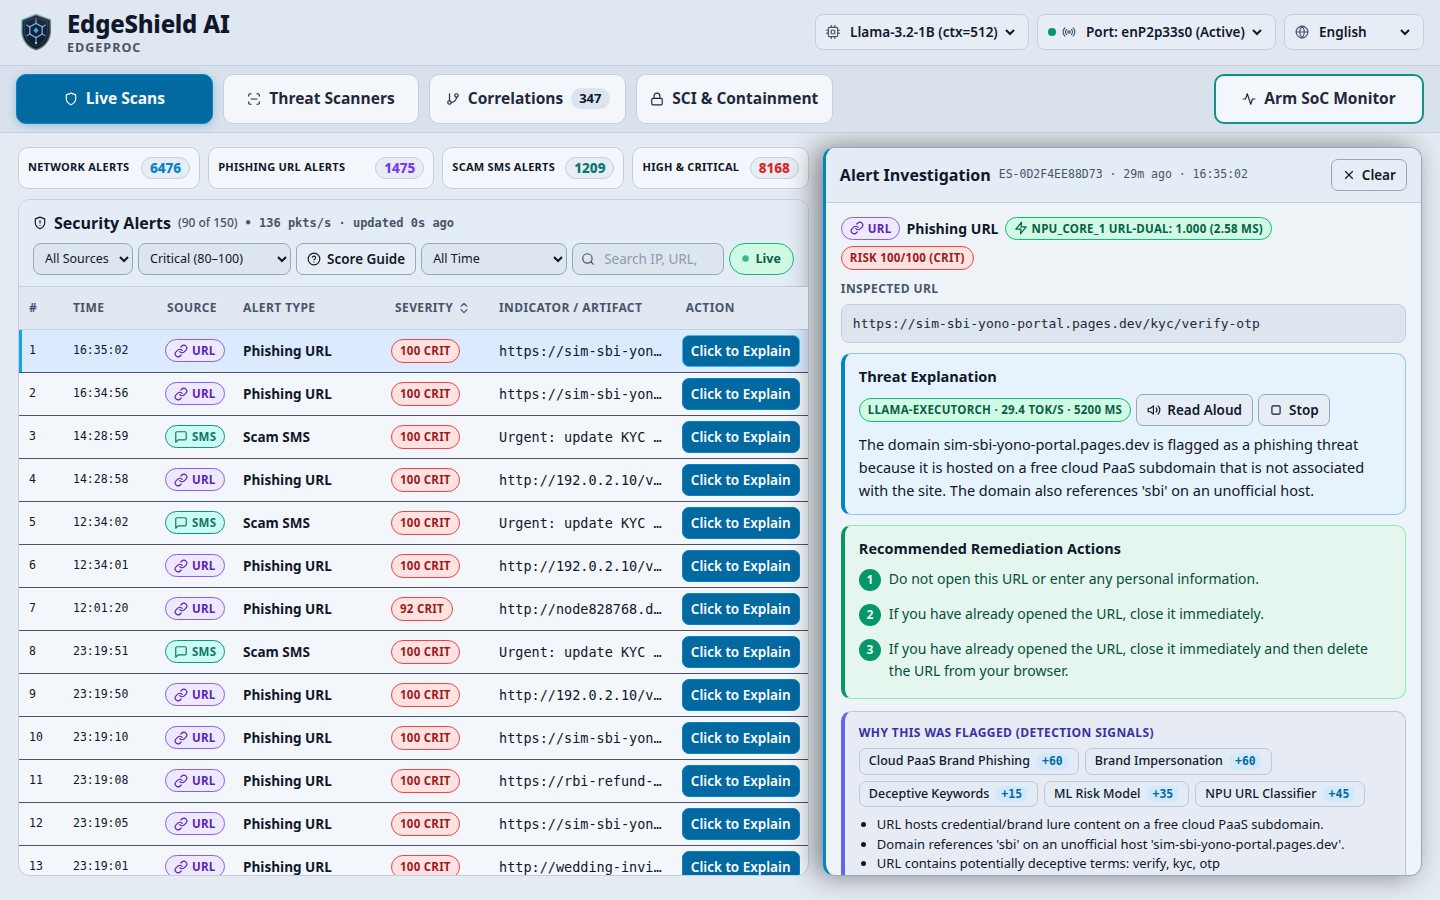 EdgeShield AI
EDGEPROC
Llama-3.2-1B (ctx=512)
Port: enP2p33s0 (Active)
English
Live Scans
Threat Scanners
Correlations 347
SCI & Containment
Arm SoC Monitor
NETWORK ALERTS 6476
PHISHING URL ALERTS 1475
SCAM SMS ALERTS 1209
HIGH & CRITICAL 8168
Security Alerts (90 of 150) • 136 pkts/s · updated 0s ago
All Sources
Critical (80–100)
Score Guide
All Time
Search IP, URL,
Live
# TIME SOURCE ALERT TYPE SEVERITY INDICATOR / ARTIFACT ACTION
1 16:35:02 URL Phishing URL 100 CRIT https://sim-sbi-yon… Click to Explain
2 16:34:56 URL Phishing URL 100 CRIT https://sim-sbi-yon… Click to Explain
3 14:28:59 SMS Scam SMS 100 CRIT Urgent: update KYC … Click to Explain
4 14:28:58 URL Phishing URL 100 CRIT http://192.0.2.10/v… Click to Explain
5 12:34:02 SMS Scam SMS 100 CRIT Urgent: update KYC … Click to Explain
6 12:34:01 URL Phishing URL 100 CRIT http://192.0.2.10/v… Click to Explain
7 12:01:20 URL Phishing URL 92 CRIT http://node828768.d… Click to Explain
8 23:19:51 SMS Scam SMS 100 CRIT Urgent: update KYC … Click to Explain
9 23:19:50 URL Phishing URL 100 CRIT http://192.0.2.10/v… Click to Explain
10 23:19:10 URL Phishing URL 100 CRIT https://sim-sbi-yon… Click to Explain
11 23:19:08 URL Phishing URL 100 CRIT https://rbi-refund-… Click to Explain
12 23:19:05 URL Phishing URL 100 CRIT https://sim-sbi-yon… Click to Explain
13 23:19:01 URL Phishing URL 100 CRIT http://wedding-invi… Click to Explain
Alert Investigation ES-0D2F4EE88D73 · 29m ago · 16:35:02
Clear
URL Phishing URL NPU_CORE_1 URL-DUAL: 1.000 (2.58 MS)
RISK 100/100 (CRIT)
INSPECTED URL
https://sim-sbi-yono-portal.pages.dev/kyc/verify-otp
Threat Explanation
LLAMA-EXECUTORCH · 29.4 TOK/S · 5200 MS
Read Aloud
Stop
The domain sim-sbi-yono-portal.pages.dev is flagged as a phishing threat
because it is hosted on a free cloud PaaS subdomain that is not associated
with the site. The domain also references 'sbi' on an unofficial host.
Recommended Remediation Actions
1 Do not open this URL or enter any personal information.
2 If you have already opened the URL, close it immediately.
3 If you have already opened the URL, close it immediately and then delete
the URL from your browser.
WHY THIS WAS FLAGGED (DETECTION SIGNALS)
Cloud PaaS Brand Phishing +60
Brand Impersonation +60
Deceptive Keywords +15
ML Risk Model +35
NPU URL Classifier +45
• URL hosts credential/brand lure content on a free cloud PaaS subdomain.
• Domain references 'sbi' on an unofficial host 'sim-sbi-yono-portal.pages.dev'.
• URL contains potentially deceptive terms: verify, kyc, otp